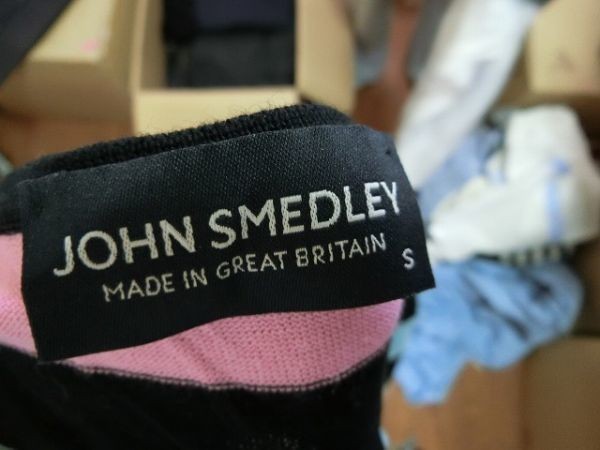 JOHN SMEDLEY
MADE IN GREAT BRITAIN S